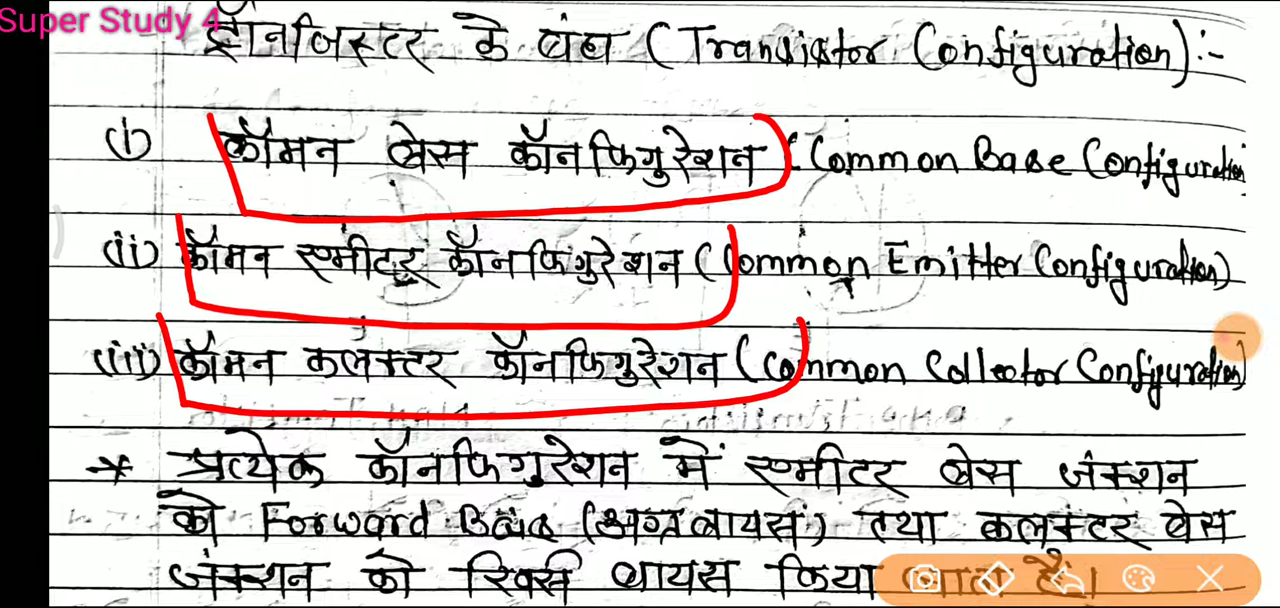 Super Study 4
ट्रॉनजिस्टर के बंध (Transistor Configuration):-
(i) कॉमन बेस कॉनफिगुरेशन (Common Base Configuration
(ii) कॉमन एमीटर कॉनफिगुरेशन (Common Emitter Configuration)
(iii) कॉमन कलेक्टर कॉनफिगुरेशन (Common Collector Configuration)
* प्रत्येक कॉनफिगुरेशन में एमीटर बेस जंक्शन
को Forward Bais (अग्र बायस) तथा कलेक्टर बेस
जंक्शन को रिवर्स बायस किया जाता है।